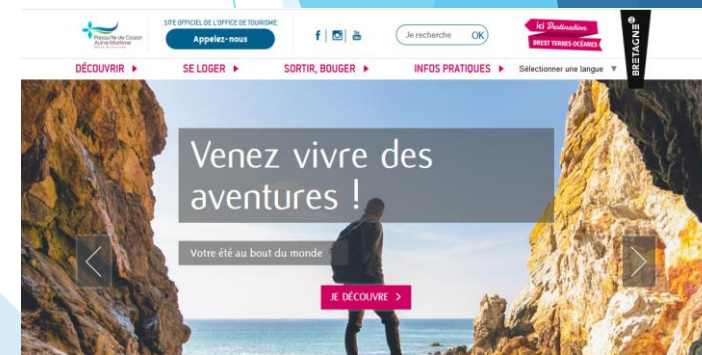 Presqu'île de Crozon
Aulne Maritime
SITE OFFICIEL DE L'OFFICE DE TOURISME
Appelez-nous
f
You
Je recherche OK
ici Destination
BREST TERRES OCÉANES
BRETAGNE
DÉCOUVRIR
SE LOGER
SORTIR, BOUGER
INFOS PRATIQUES
Sélectionner une langue
Venez vivre des
aventures !
Votre été au bout du monde
JE DÉCOUVRE >